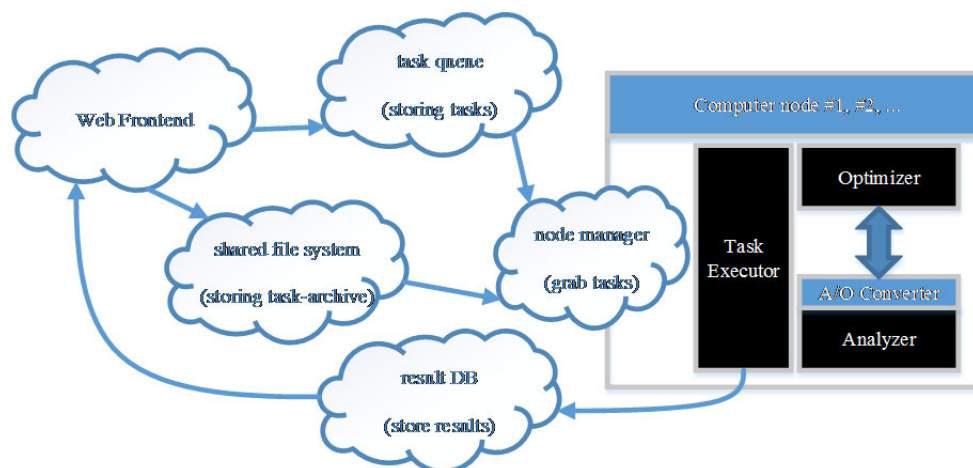 Web Frontend
task queue
(storing tasks)
shared file system
(storing task-archive)
node manager
(grab tasks)
result DB
(store results)
Computer node #1, #2, ...
Task
Executor
Optimizer
A/O Converter
Analyzer